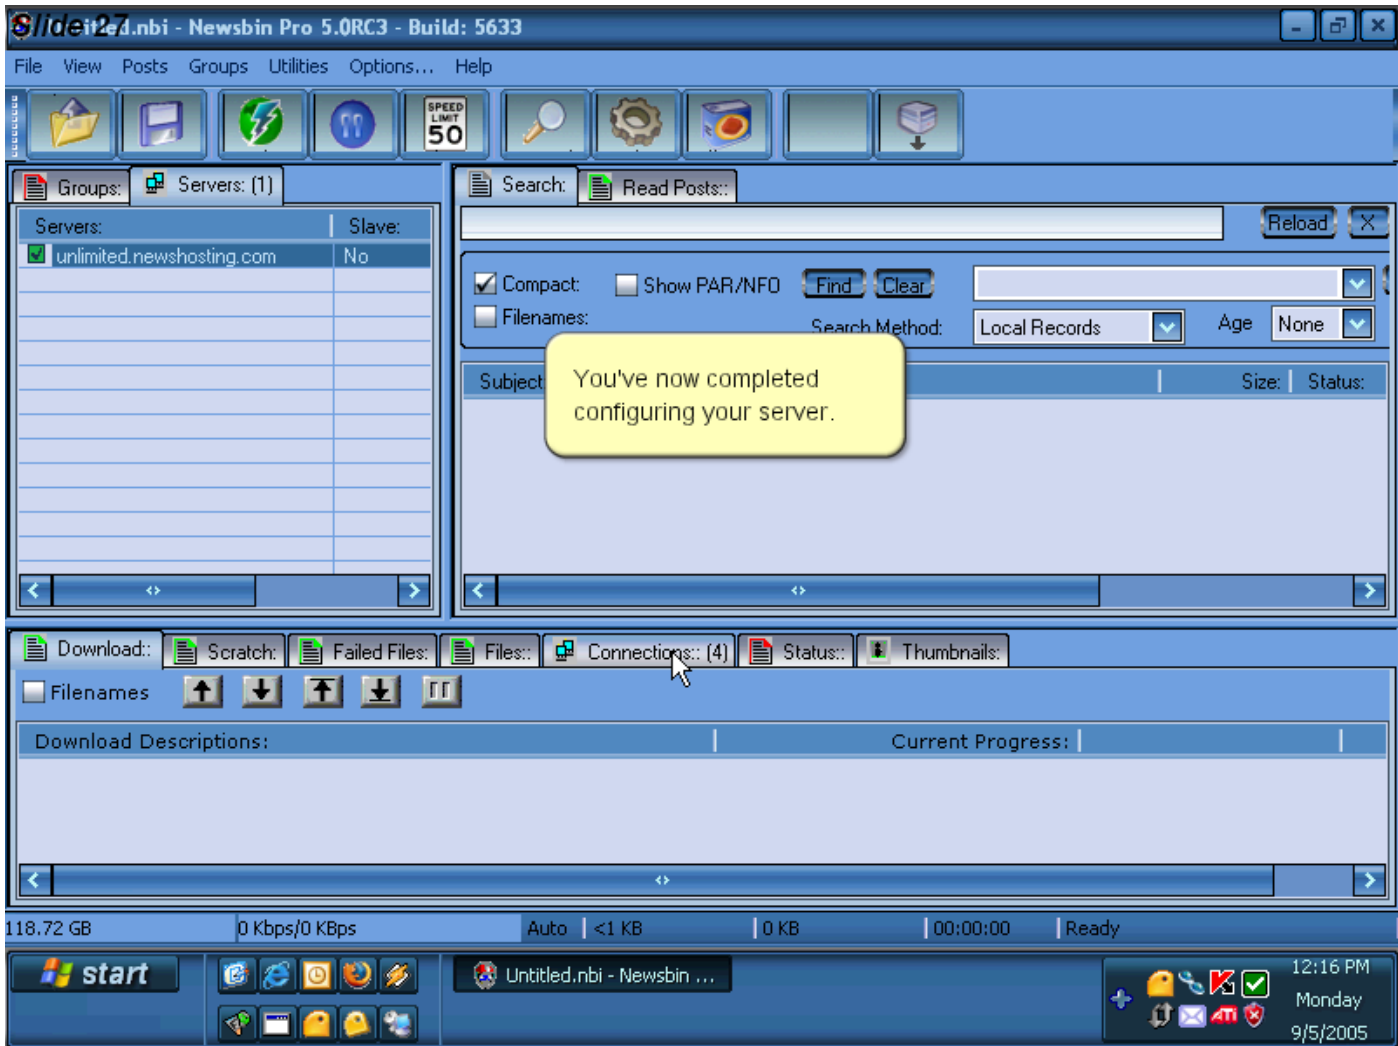 Slide 27
Untitled.nbi - Newsbin Pro 5.0RC3 - Build: 5633
File View Posts Groups Utilities Options... Help
SPEED LIMIT 50
Groups: Servers: (1)
Search: Read Posts::
Servers: Slave:
unlimited.newshosting.com No
Reload X
Compact: Show PAR/NFO Find Clear
Filenames:
Search Method: Local Records Age None
Subject Size: Status:
You've now completed
configuring your server.
Download:: Scratch: Failed Files: Files:: Connections:: (4) Status:: Thumbnails:
Filenames
Download Descriptions: Current Progress:
118.72 GB 0 Kbps/0 KBps Auto <1 KB 0 KB 00:00:00 Ready
start Untitled.nbi - Newsbin ...
ATI
12:16 PM
Monday
9/5/2005